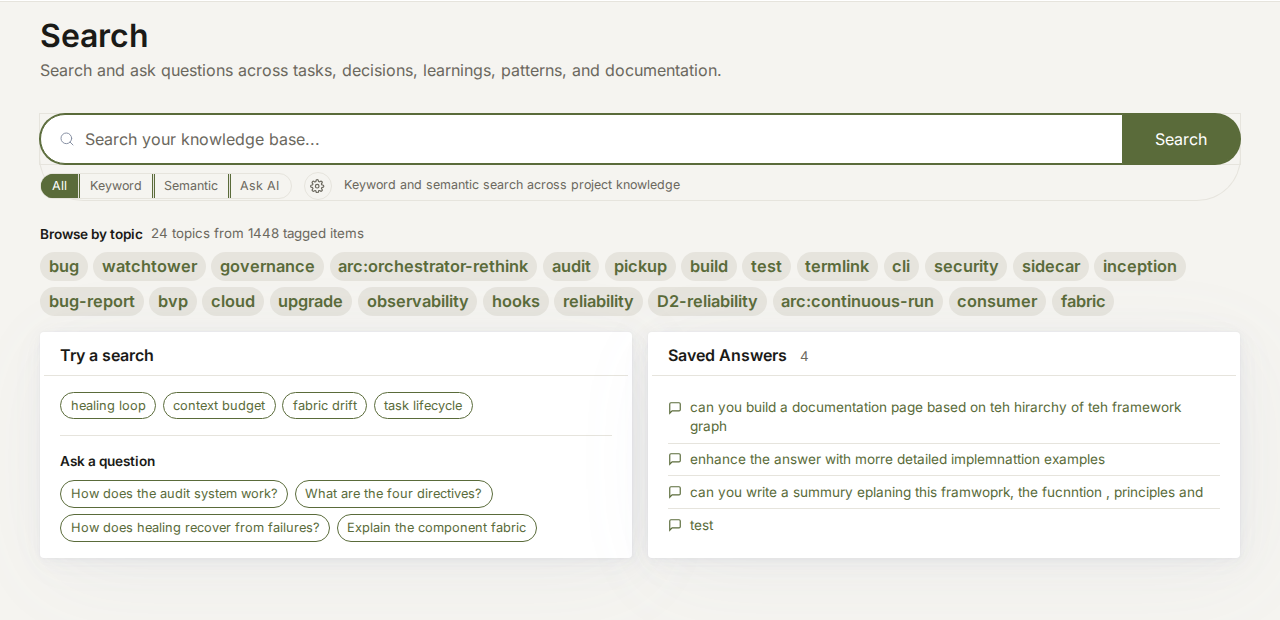 Search
Search and ask questions across tasks, decisions, learnings, patterns, and documentation.
Search your knowledge base...
Search
All Keyword Semantic Ask AI Keyword and semantic search across project knowledge
Browse by topic 24 topics from 1448 tagged items
bug watchtower governance arc:orchestrator-rethink audit pickup build test termlink cli security sidecar inception
bug-report bvp cloud upgrade observability hooks reliability D2-reliability arc:continuous-run consumer fabric
Try a search
healing loop context budget fabric drift task lifecycle
Ask a question
How does the audit system work? What are the four directives?
How does healing recover from failures? Explain the component fabric
Saved Answers 4
can you build a documentation page based on teh hirarchy of teh framework
graph
enhance the answer with morre detailed implemnattion examples
can you write a summury eplaning this framwoprk, the fucnntion , principles and
test